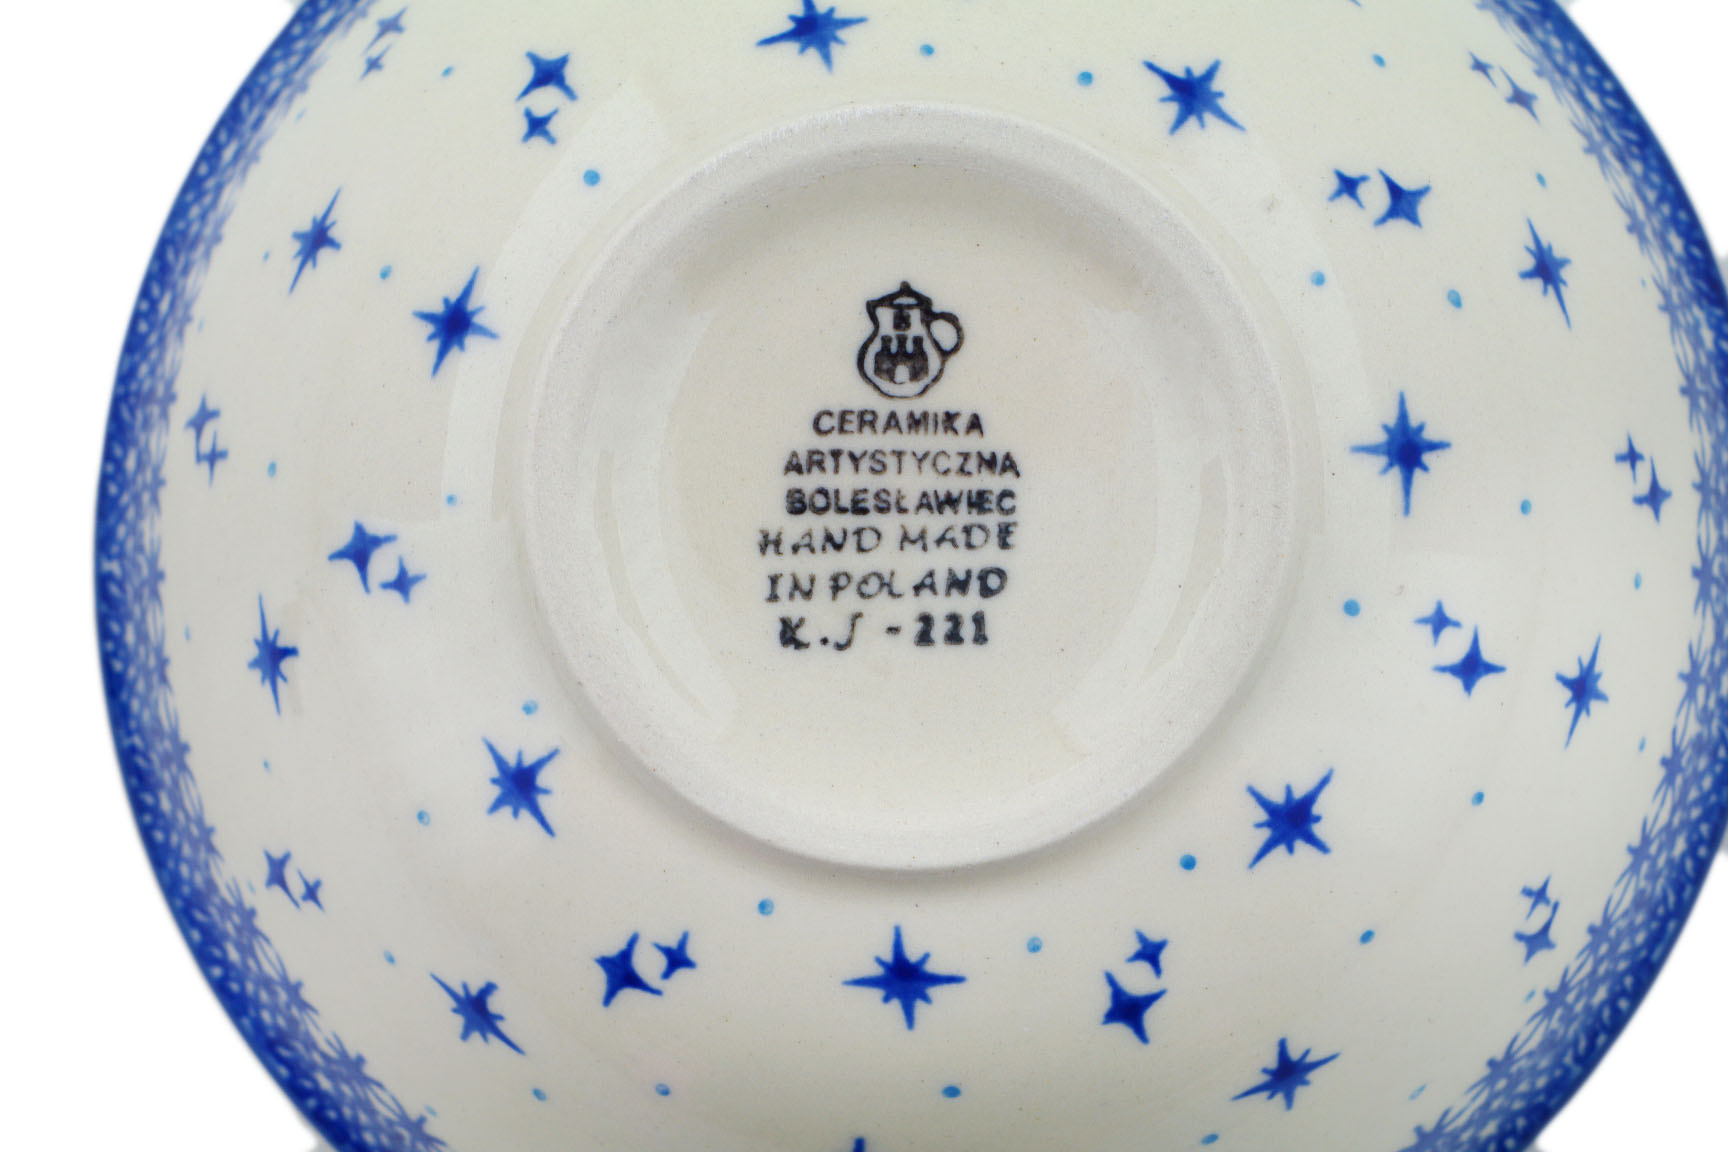 CERAMIKA
ARTYSTYCZNA
BOLESŁAWIEC
HAND MADE
IN POLAND
K.J - 221